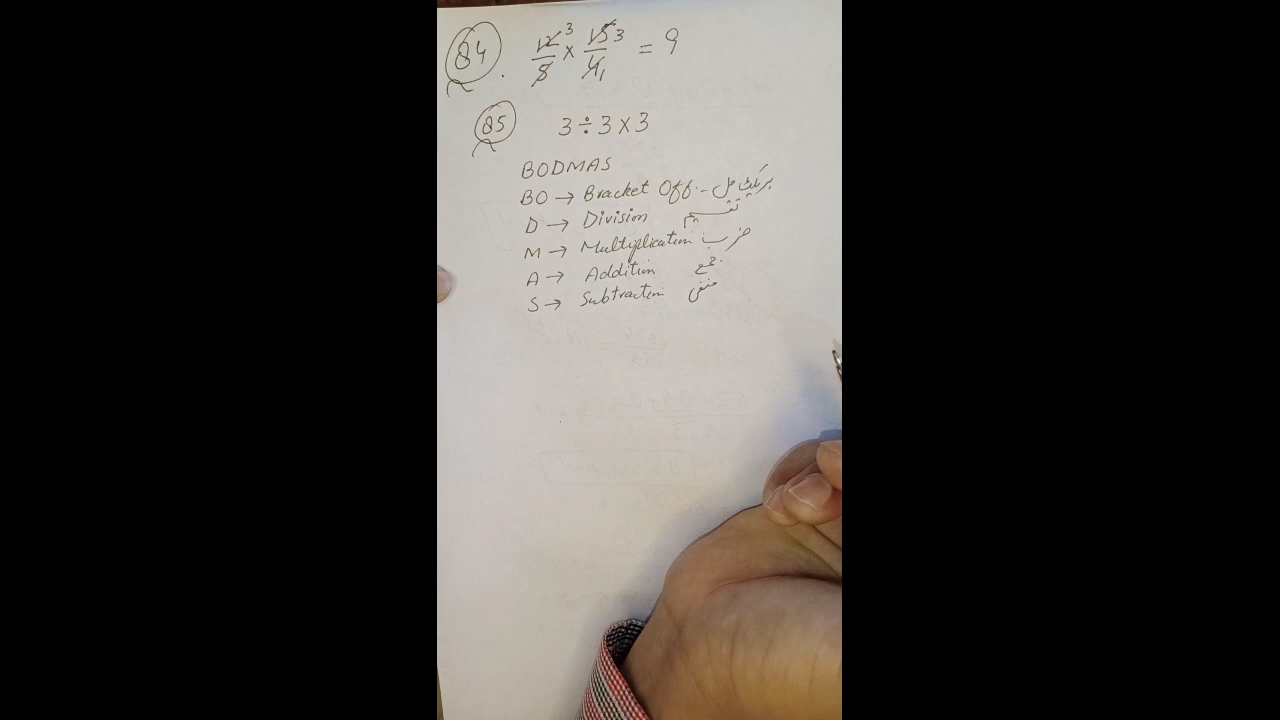 84. 12/5 3 × 15/4 3 1 = 9
85 3 ÷ 3 × 3
BODMAS
BO → Bracket Off. - بریکٹ حل
D → Division تقسیم
M → Multiplication ضرب
A → Addition جمع
S → Subtraction منفی